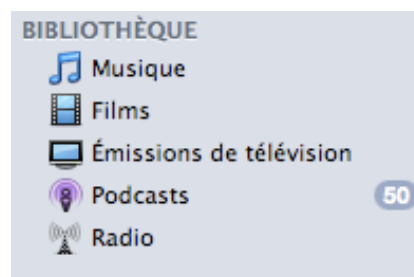 BIBLIOTHÈQUE
Musique
Films
Émissions de télévision
Podcasts 50
Radio